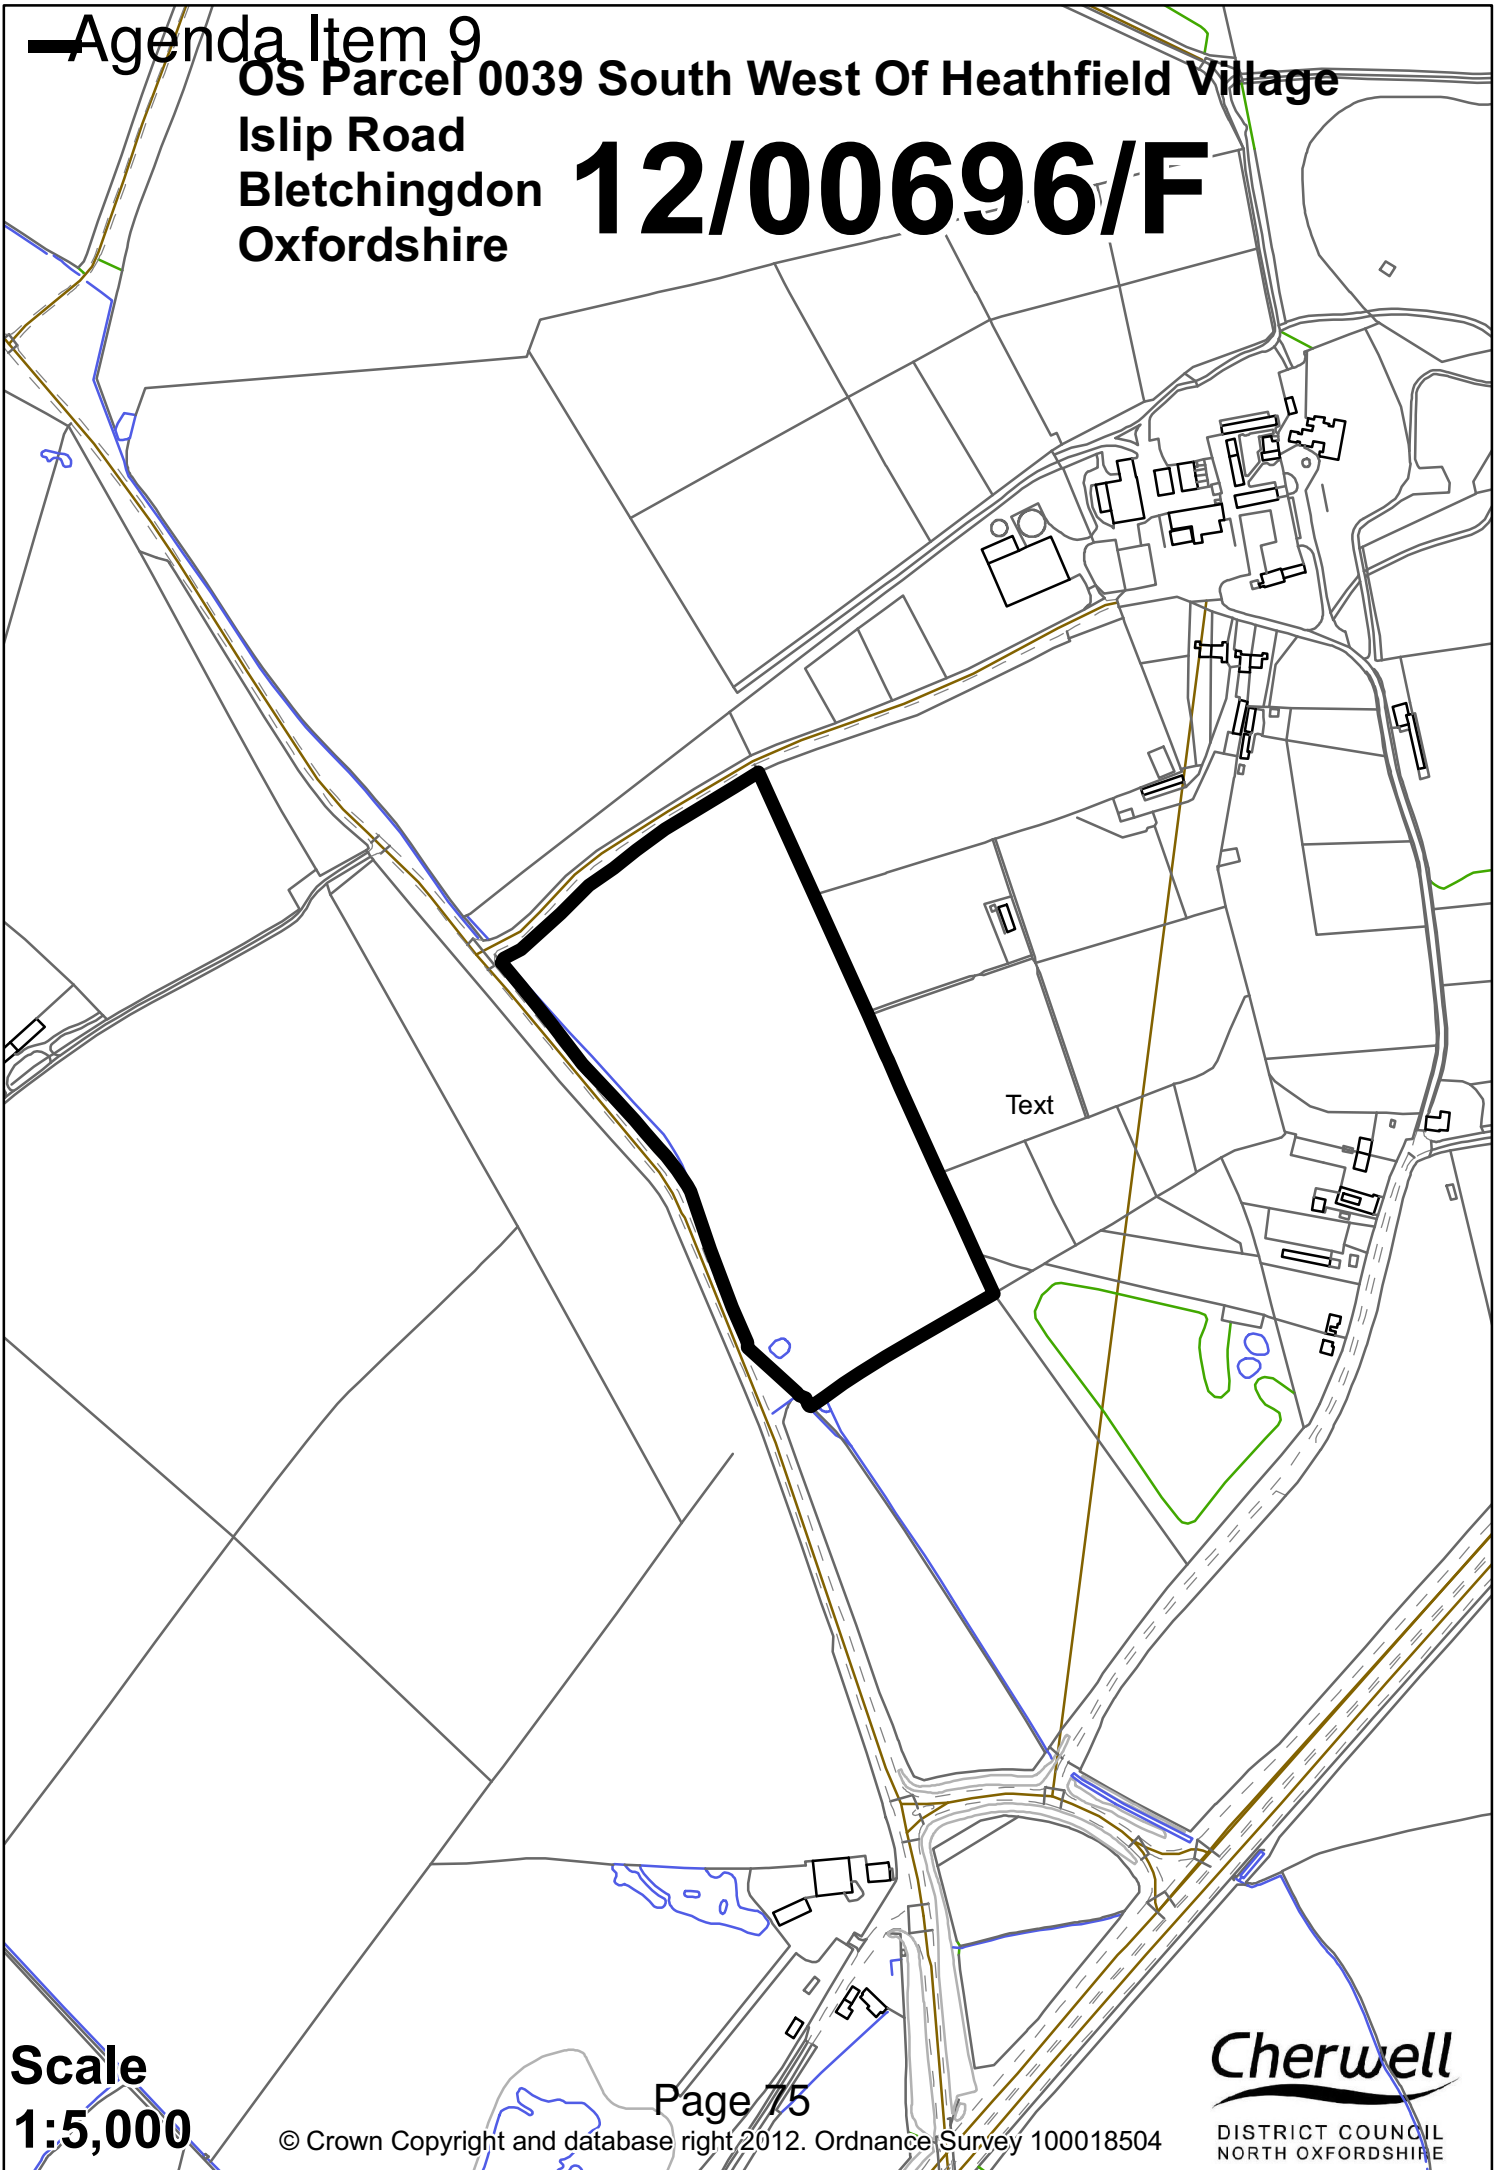 Agenda Item 9
OS Parcel 0039 South West Of Heathfield Village
Islip Road
Bletchingdon
Oxfordshire
12/00696/F
Text
Scale
1:5,000
Page 75
© Crown Copyright and database right 2012. Ordnance Survey 100018504
Cherwell
DISTRICT COUNCIL
NORTH OXFORDSHIRE